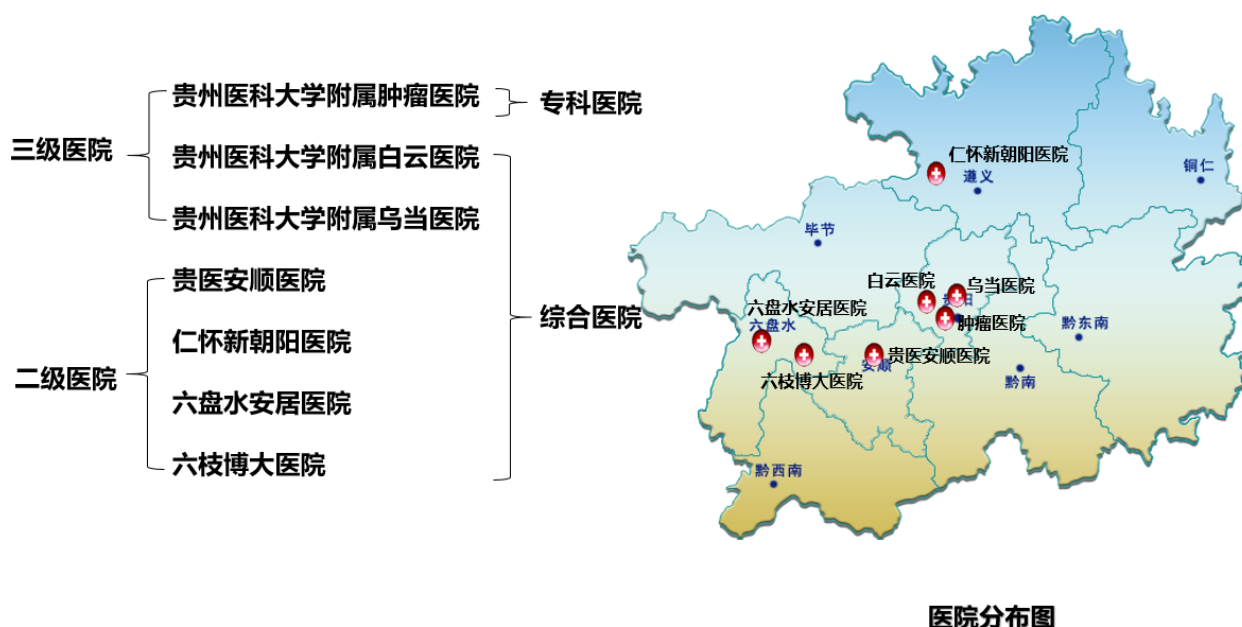 贵州医科大学附属肿瘤医院
专科医院
三级医院
贵州医科大学附属白云医院
贵州医科大学附属乌当医院
贵医安顺医院
仁怀新朝阳医院
综合医院
二级医院
六盘水安居医院
六枝博大医院
仁怀新朝阳医院
遵义
铜仁
毕节
白云医院
乌当医院
贵阳
六盘水安居医院
六盘水
肿瘤医院
黔东南
贵医安顺医院
安顺
六枝博大医院
黔南
黔西南
医院分布图